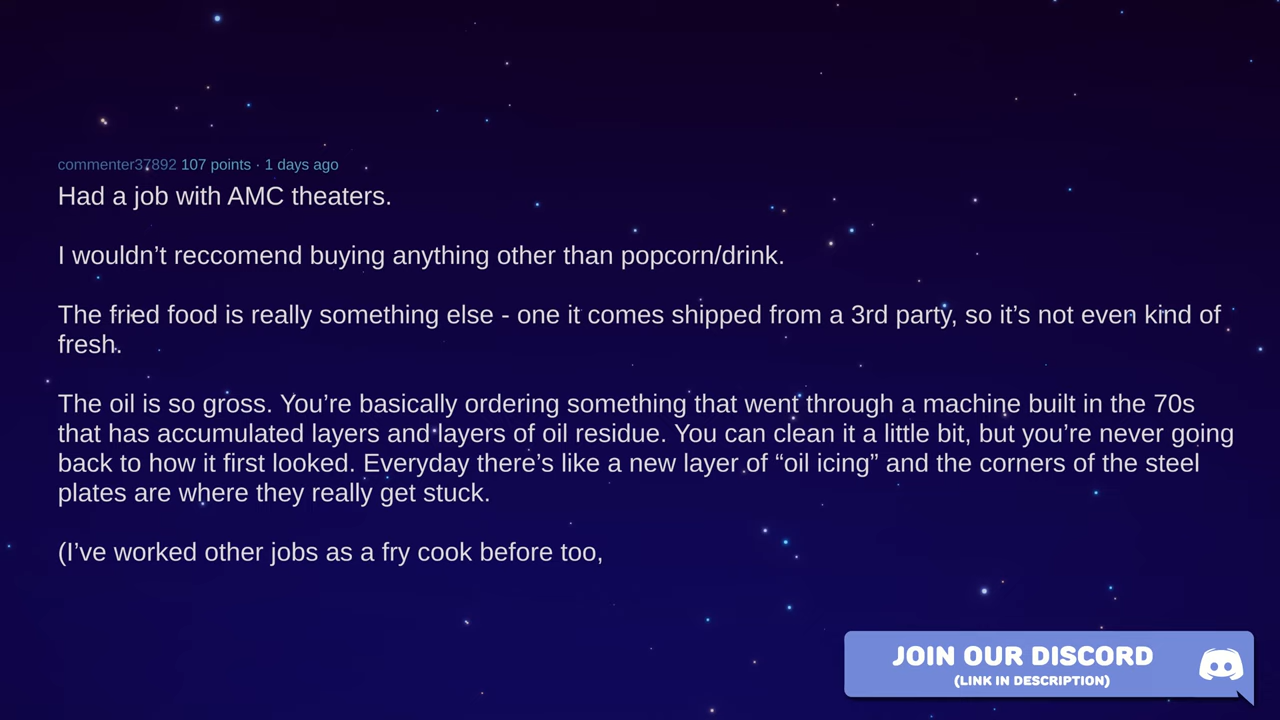 commenter37892 107 points · 1 days ago
Had a job with AMC theaters.
I wouldn’t reccomend buying anything other than popcorn/drink.
The fried food is really something else - one it comes shipped from a 3rd party, so it’s not even kind of
fresh.
The oil is so gross. You’re basically ordering something that went through a machine built in the 70s
that has accumulated layers and layers of oil residue. You can clean it a little bit, but you’re never going
back to how it first looked. Everyday there’s like a new layer of “oil icing” and the corners of the steel
plates are where they really get stuck.
(I’ve worked other jobs as a fry cook before too,
JOIN OUR DISCORD
(LINK IN DESCRIPTION)